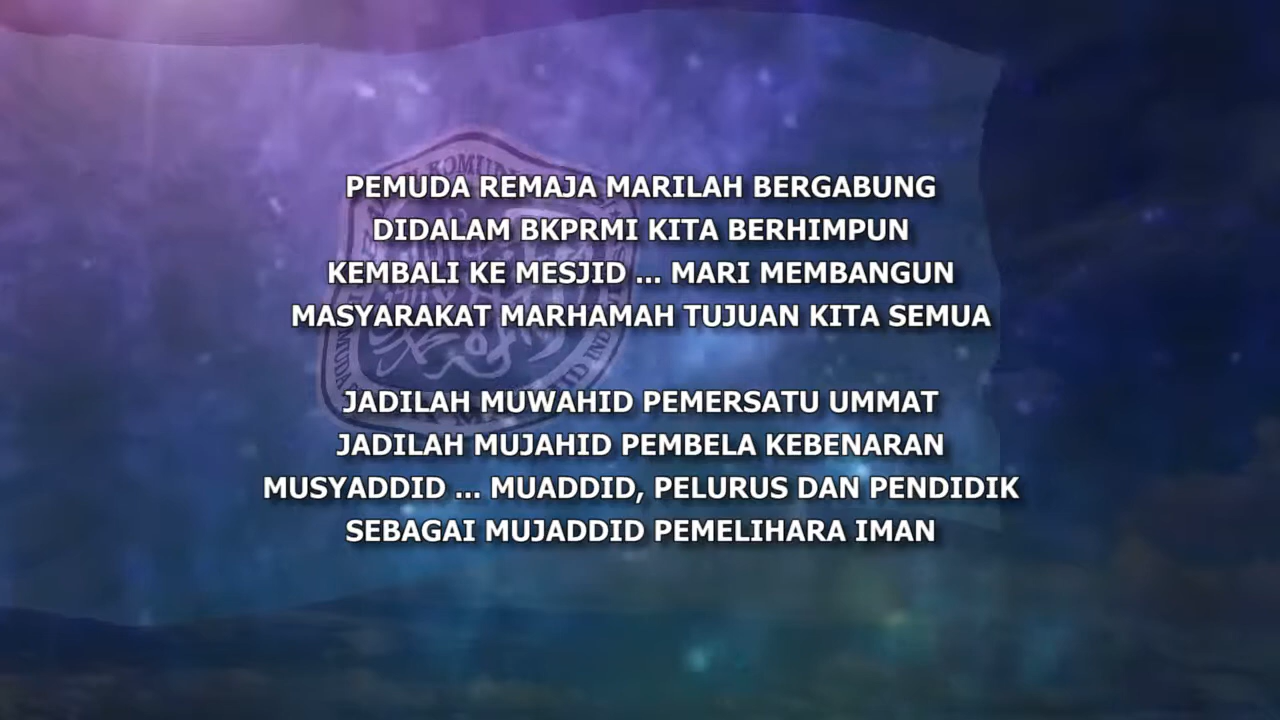 PEMUDA REMAJA MARILAH BERGABUNG
DIDALAM BKPRMI KITA BERHIMPUN
KEMBALI KE MESJID ... MARI MEMBANGUN
MASYARAKAT MARHAMAH TUJUAN KITA SEMUA
JADILAH MUWAHID PEMERSATU UMMAT
JADILAH MUJAHID PEMBELA KEBENARAN
MUSYADDID ... MUADDID, PELURUS DAN PENDIDIK
SEBAGAI MUJADDID PEMELIHARA IMAN